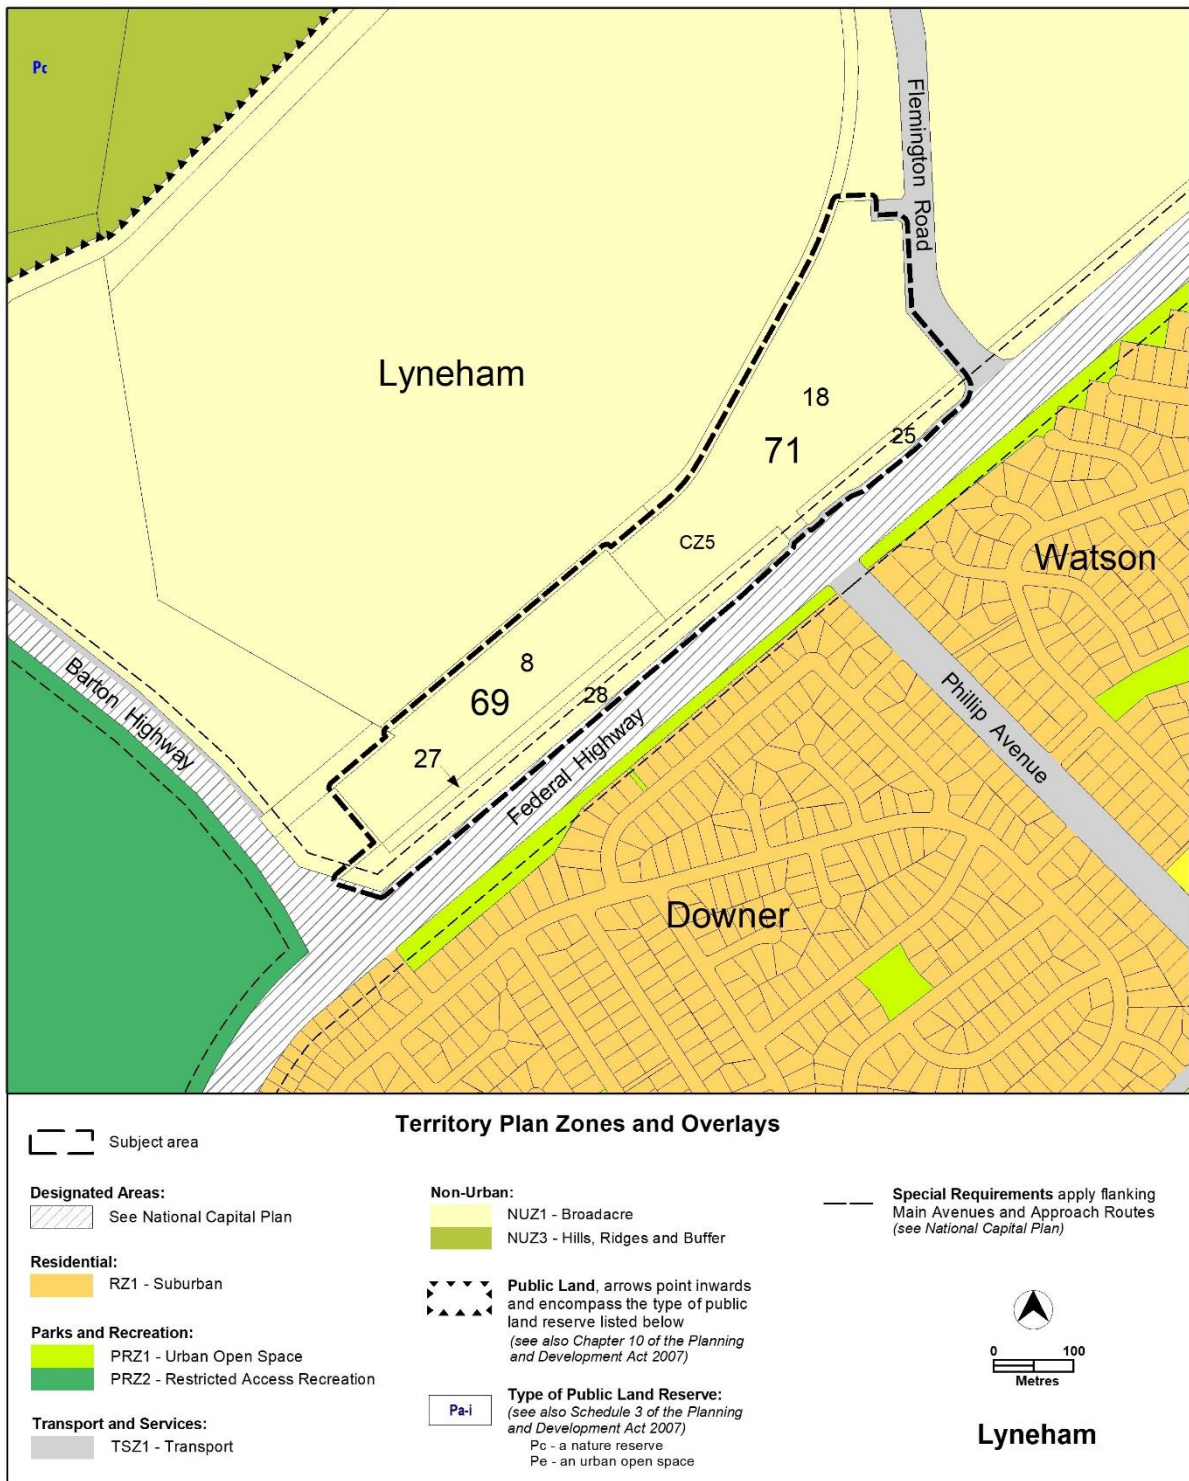 Pc
Flemington Road
Lyneham
18
71
25
CZ5
Watson
8
69
28
27
Barton Highway
Federal Highway
Phillip Avenue
Downer
Territory Plan Zones and Overlays
Subject area
Designated Areas:
See National Capital Plan
Residential:
RZ1 - Suburban
Parks and Recreation:
PRZ1 - Urban Open Space
PRZ2 - Restricted Access Recreation
Transport and Services:
TSZ1 - Transport
Non-Urban:
NUZ1 - Broadacre
NUZ3 - Hills, Ridges and Buffer
Public Land, arrows point inwards
and encompass the type of public
land reserve listed below
(see also Chapter 10 of the Planning
and Development Act 2007)
Pa-i
Type of Public Land Reserve:
(see also Schedule 3 of the Planning
and Development Act 2007)
Pc - a nature reserve
Pe - an urban open space
Special Requirements apply flanking
Main Avenues and Approach Routes
(see National Capital Plan)
0 100
Metres
Lyneham